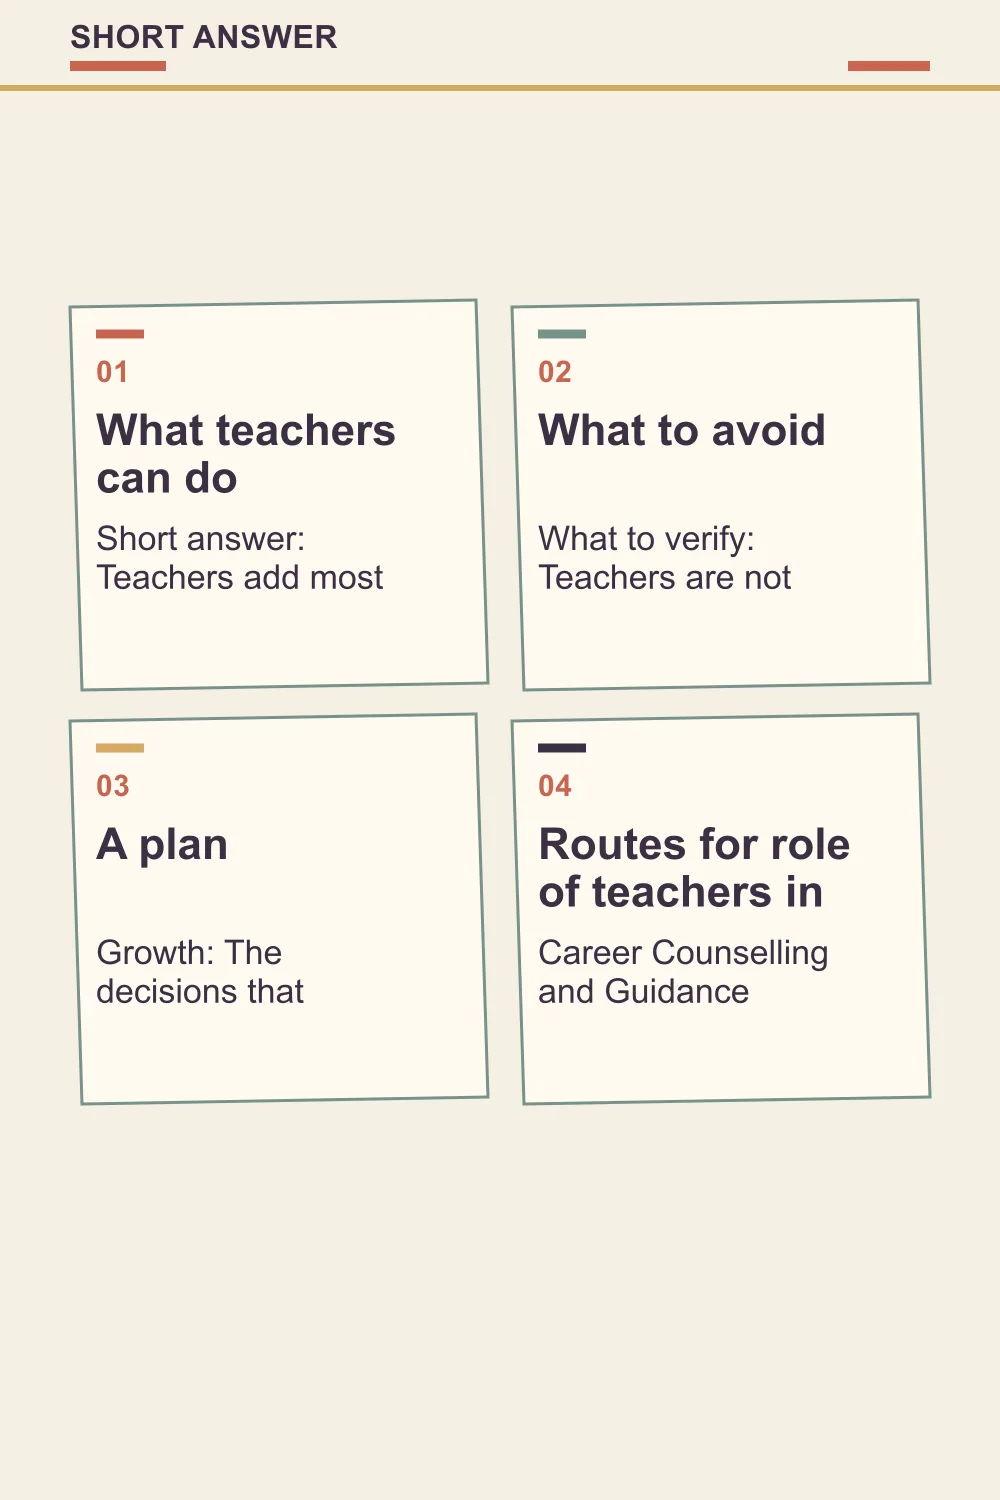 SHORT ANSWER
01
What teachers
can do
Short answer:
Teachers add most
02
What to avoid
What to verify:
Teachers are not
03
A plan
Growth: The
decisions that
04
Routes for role
of teachers in
Career Counselling
and Guidance